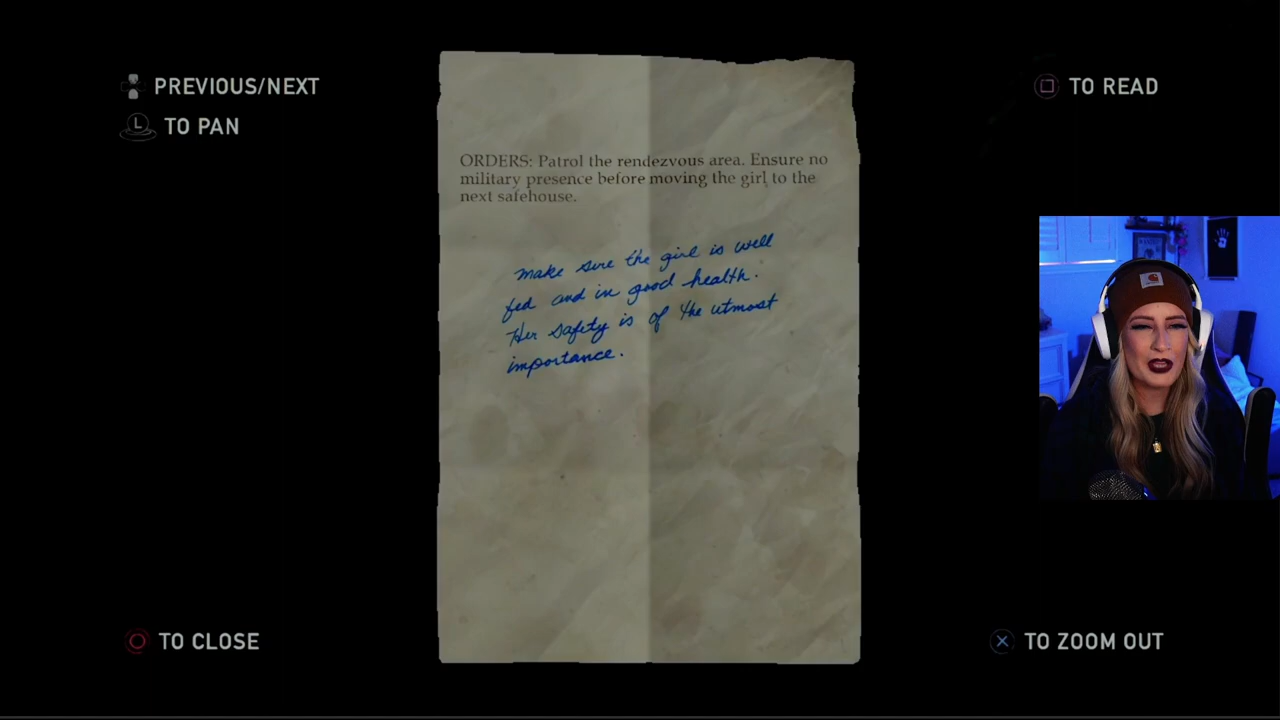 PREVIOUS/NEXT
L TO PAN
TO READ
ORDERS: Patrol the rendezvous area. Ensure no
military presence before moving the girl to the
next safehouse.
make sure the girl is well
fed and in good health.
Her safety is of the utmost
importance.
TO CLOSE
TO ZOOM OUT